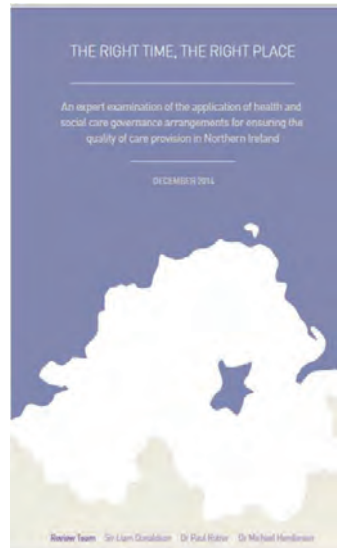 THE RIGHT TIME, THE RIGHT PLACE
An expert examination of the application of health and
social care governance arrangements for ensuring the
quality of care provision in Northern Ireland
DECEMBER 2014
Review Team Sir Liam Donaldson Dr Paul Rutter Dr Michael Henderson